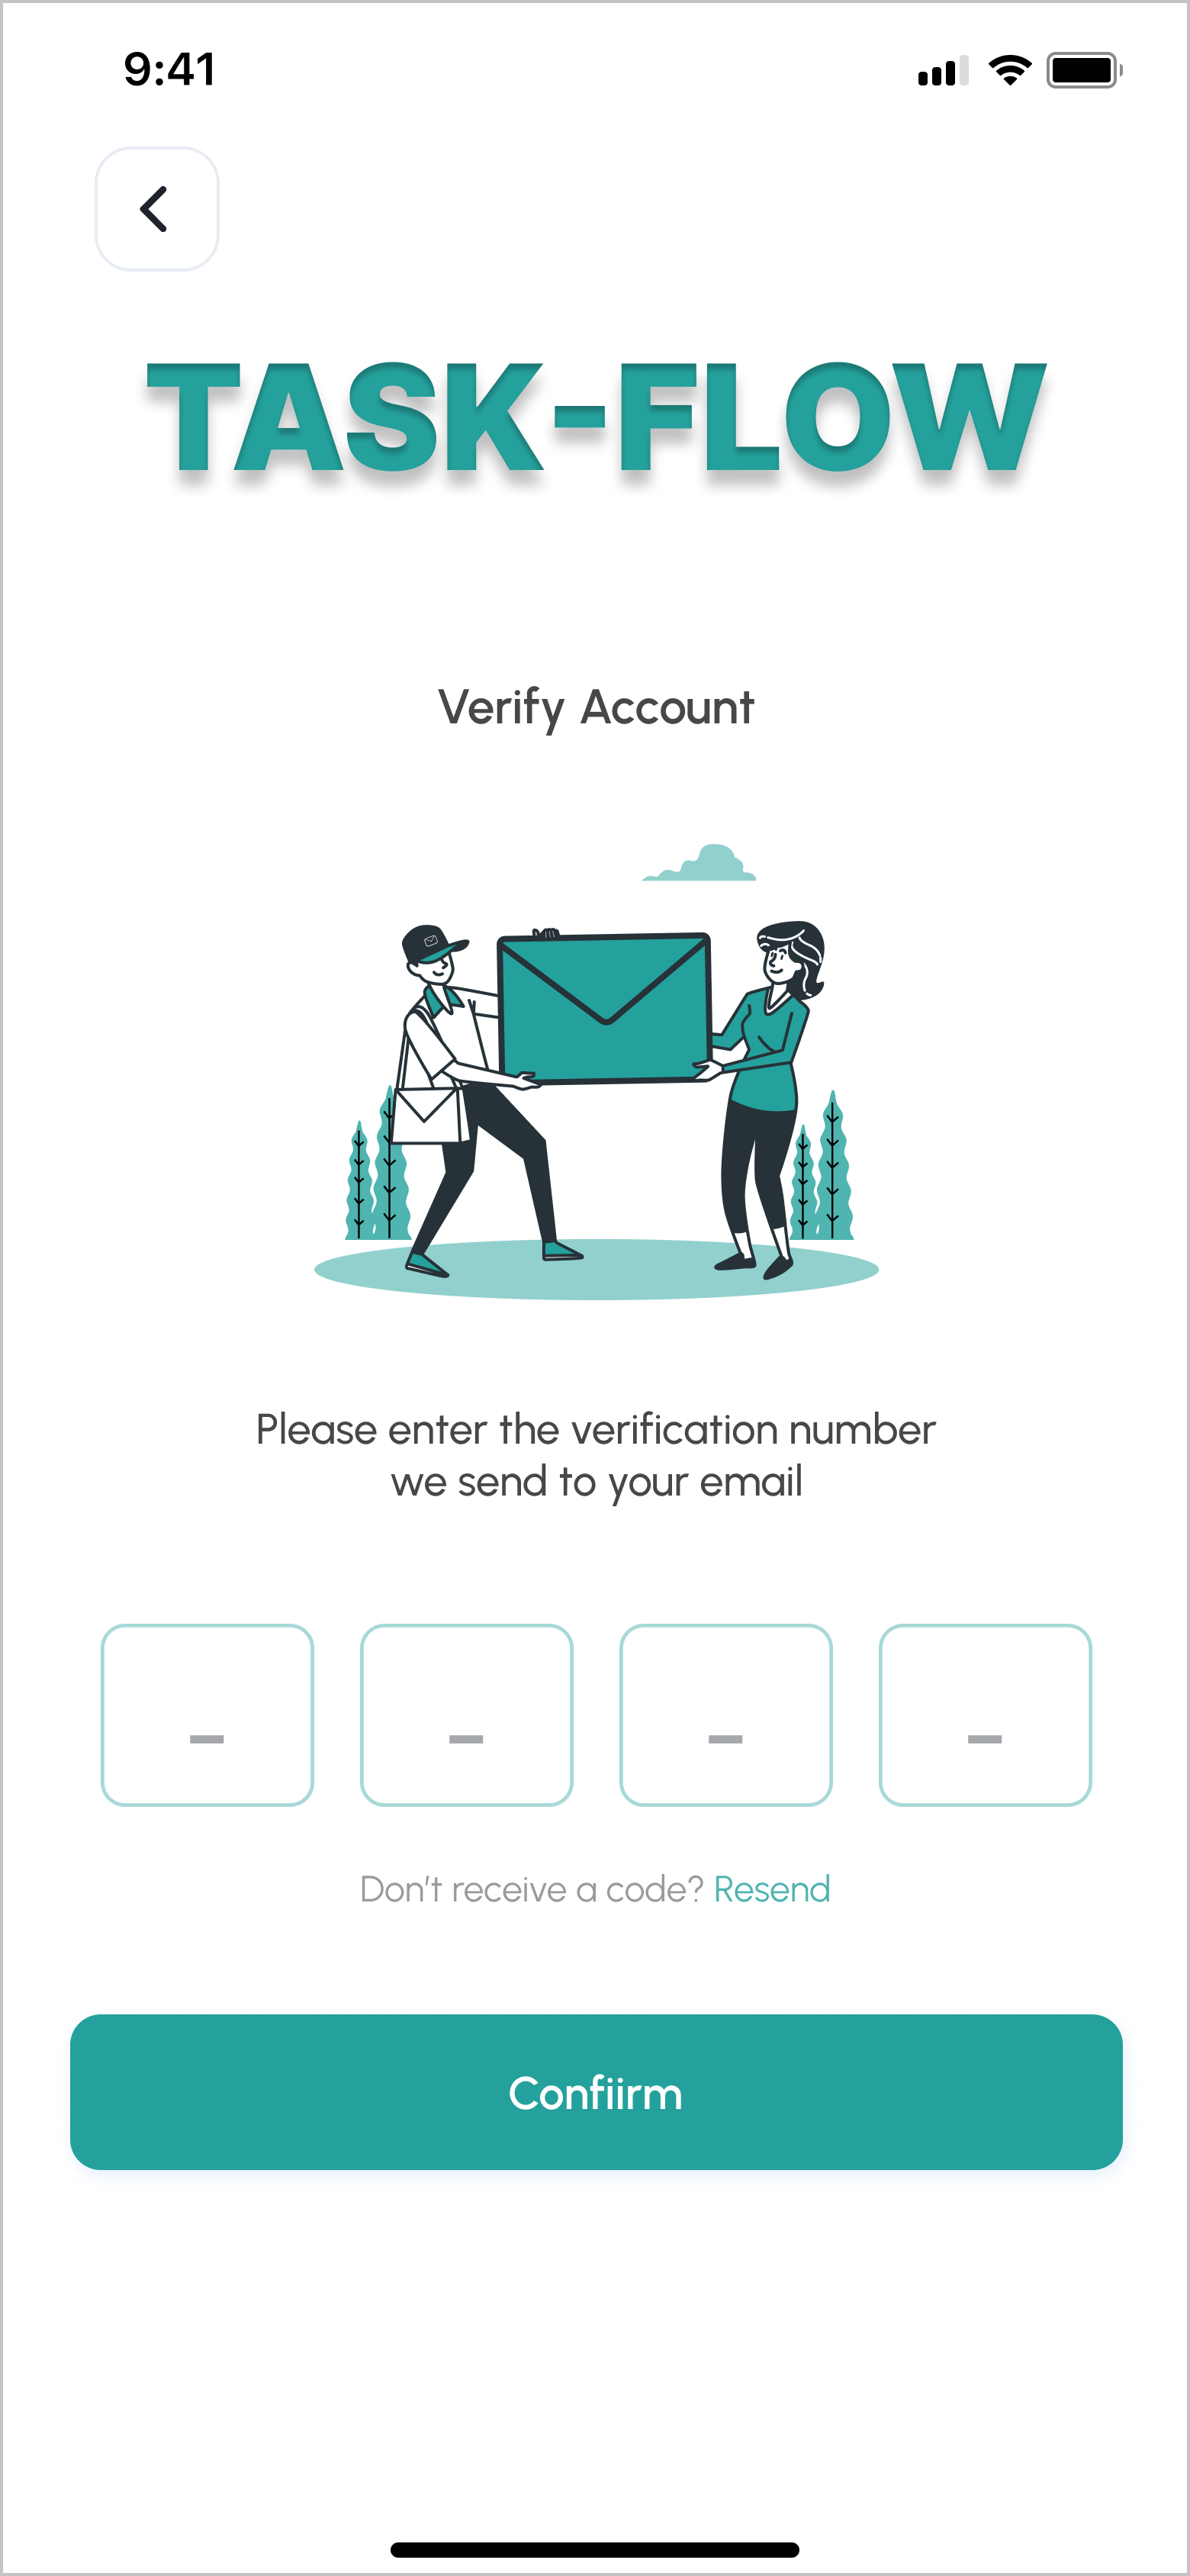 9:41
TASK-FLOW
Verify Account
Please enter the verification number
we send to your email
Don't receive a code? Resend
Confiirm